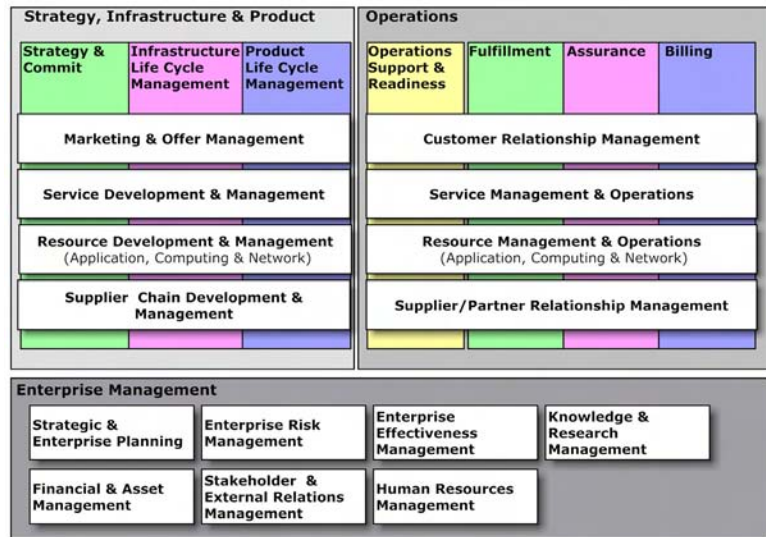 Strategy, Infrastructure & Product
Strategy &
Commit
Infrastructure
Life Cycle
Management
Product
Life Cycle
Management
Marketing & Offer Management
Service Development & Management
Resource Development & Management
(Application, Computing & Network)
Supplier Chain Development &
Management
Operations
Operations
Support &
Readiness
Fulfillment
Assurance
Billing
Customer Relationship Management
Service Management & Operations
Resource Management & Operations
(Application, Computing & Network)
Supplier/Partner Relationship Management
Enterprise Management
Strategic &
Enterprise Planning
Enterprise Risk
Management
Enterprise
Effectiveness
Management
Knowledge &
Research
Management
Financial & Asset
Management
Stakeholder &
External Relations
Management
Human Resources
Management